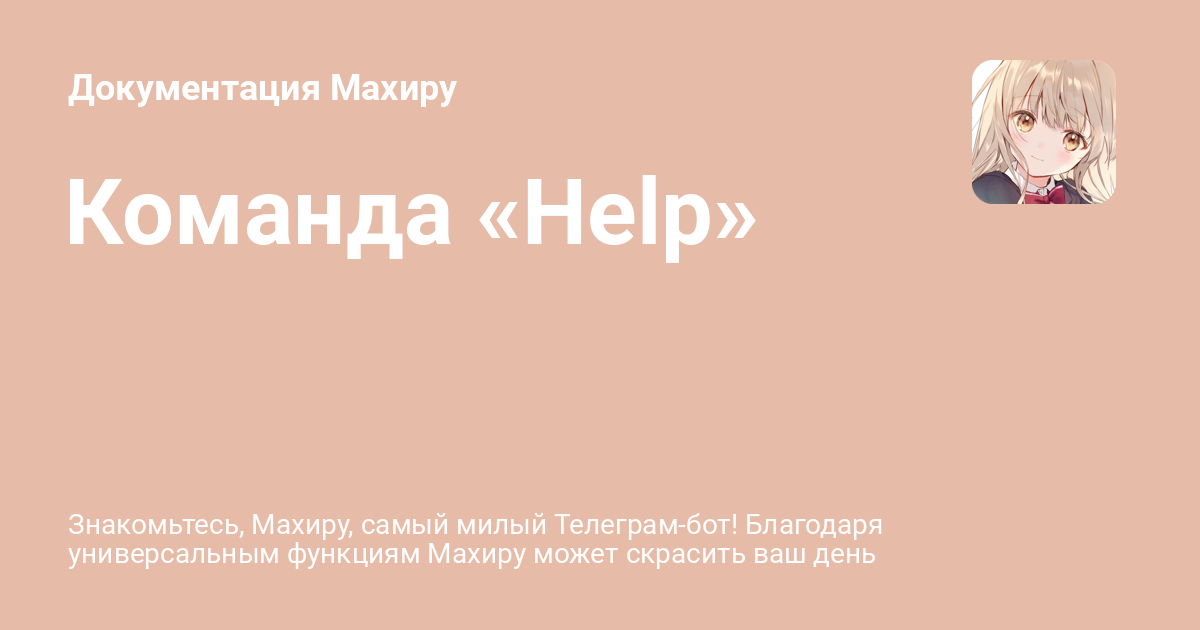 Документация Махиру
Команда «Help»
Знакомьтесь, Махиру, самый милый Телеграм-бот! Благодаря
универсальным функциям Махиру может скрасить ваш день